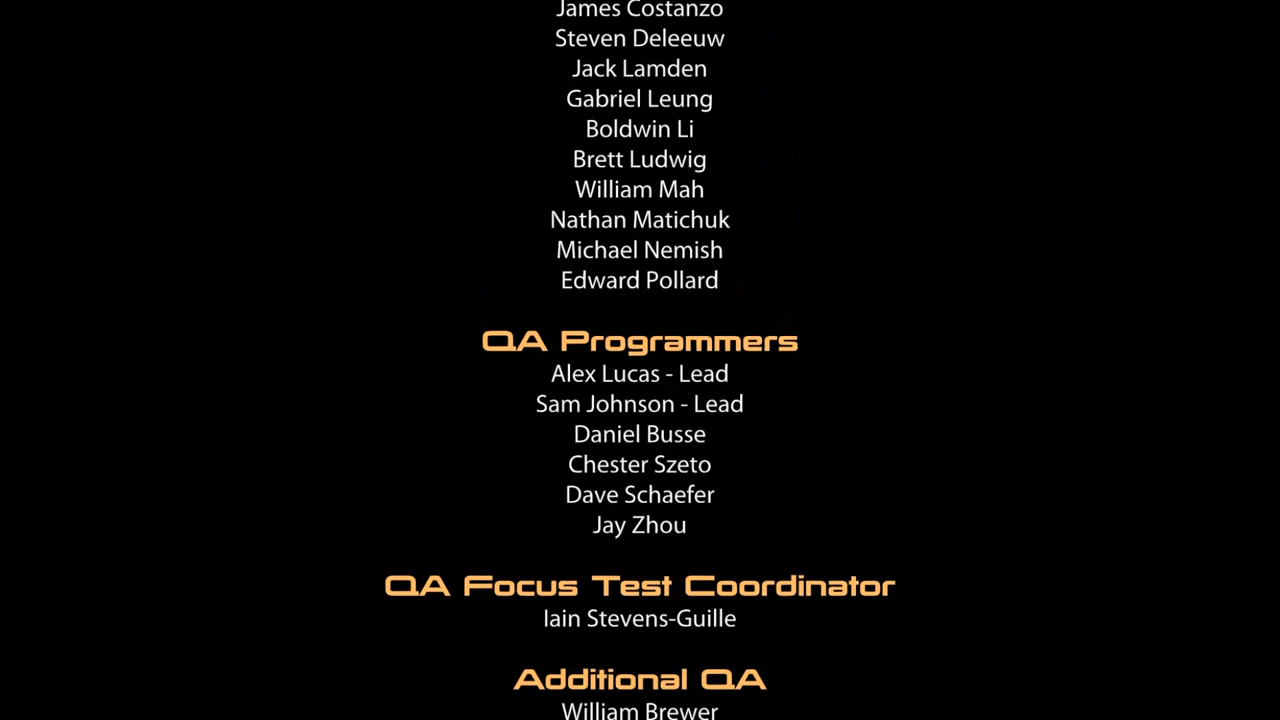 James Costanzo
Steven Deleeuw
Jack Lamden
Gabriel Leung
Boldwin Li
Brett Ludwig
William Mah
Nathan Matichuk
Michael Nemish
Edward Pollard
QA Programmers
Alex Lucas - Lead
Sam Johnson - Lead
Daniel Busse
Chester Szeto
Dave Schaefer
Jay Zhou
QA Focus Test Coordinator
Iain Stevens-Guille
Additional QA
William Brewer